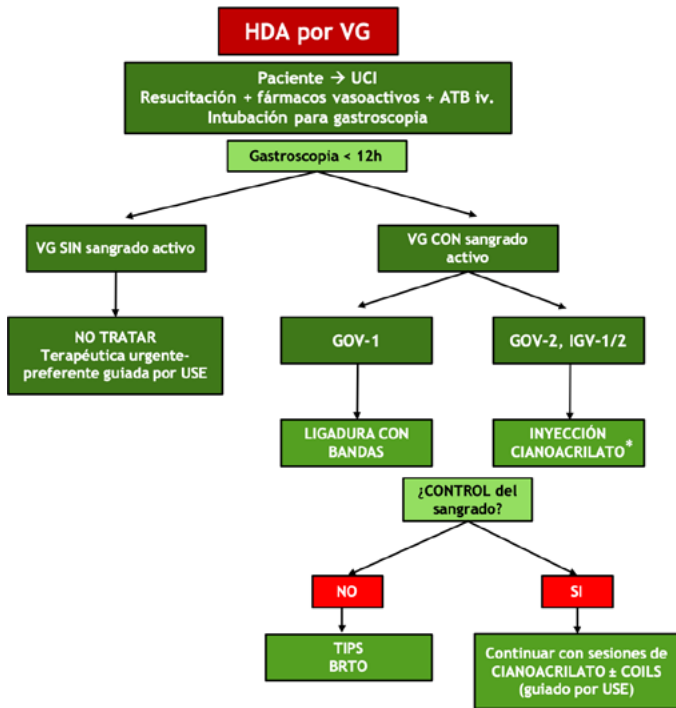 HDA por VG
Paciente → UCI
Resucitación + fármacos vasoactivos + ATB iv.
Intubación para gastroscopia
Gastroscopia < 12h
VG SIN sangrado activo
VG CON sangrado
activo
NO TRATAR
Terapéutica urgente-
preferente guiada por USE
GOV-1
GOV-2, IGV-1/2
LIGADURA CON
BANDAS
INYECCIÓN
CIANOACRILATO*
¿CONTROL del
sangrado?
NO
SI
TIPS
BRTO
Continuar con sesiones de
CIANOACRILATO ± COILS
(guiado por USE)